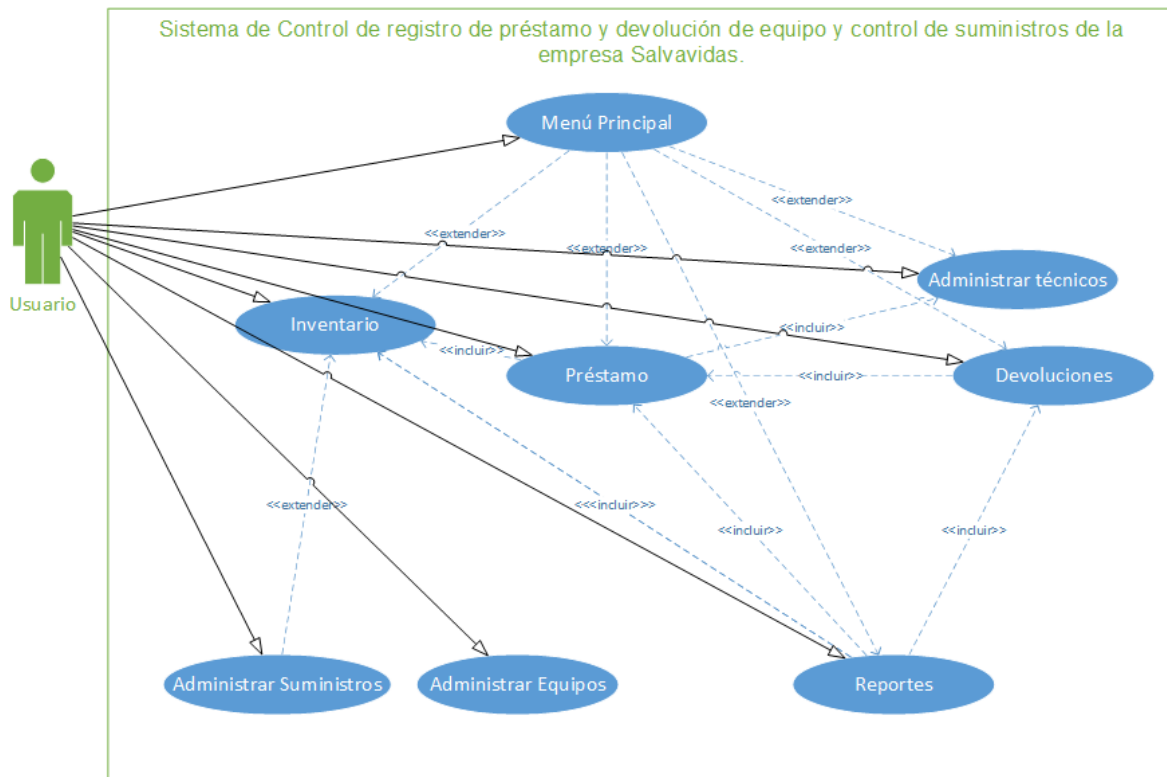 Sistema de Control de registro de préstamo y devolución de equipo y control de suministros de la
empresa Salvavidas.
Menú Principal
<<extender>>
<<extender>>
<<extender>>
<<extender>>
Administrar técnicos
Usuario
Inventario
<<incluir>>
<<incluir>>
Préstamo
<<incluir>>
Devoluciones
<<extender>>
<<extender>>
<<<incluir>>>
<<incluir>>
<<incluir>>
Administrar Suministros
Administrar Equipos
Reportes